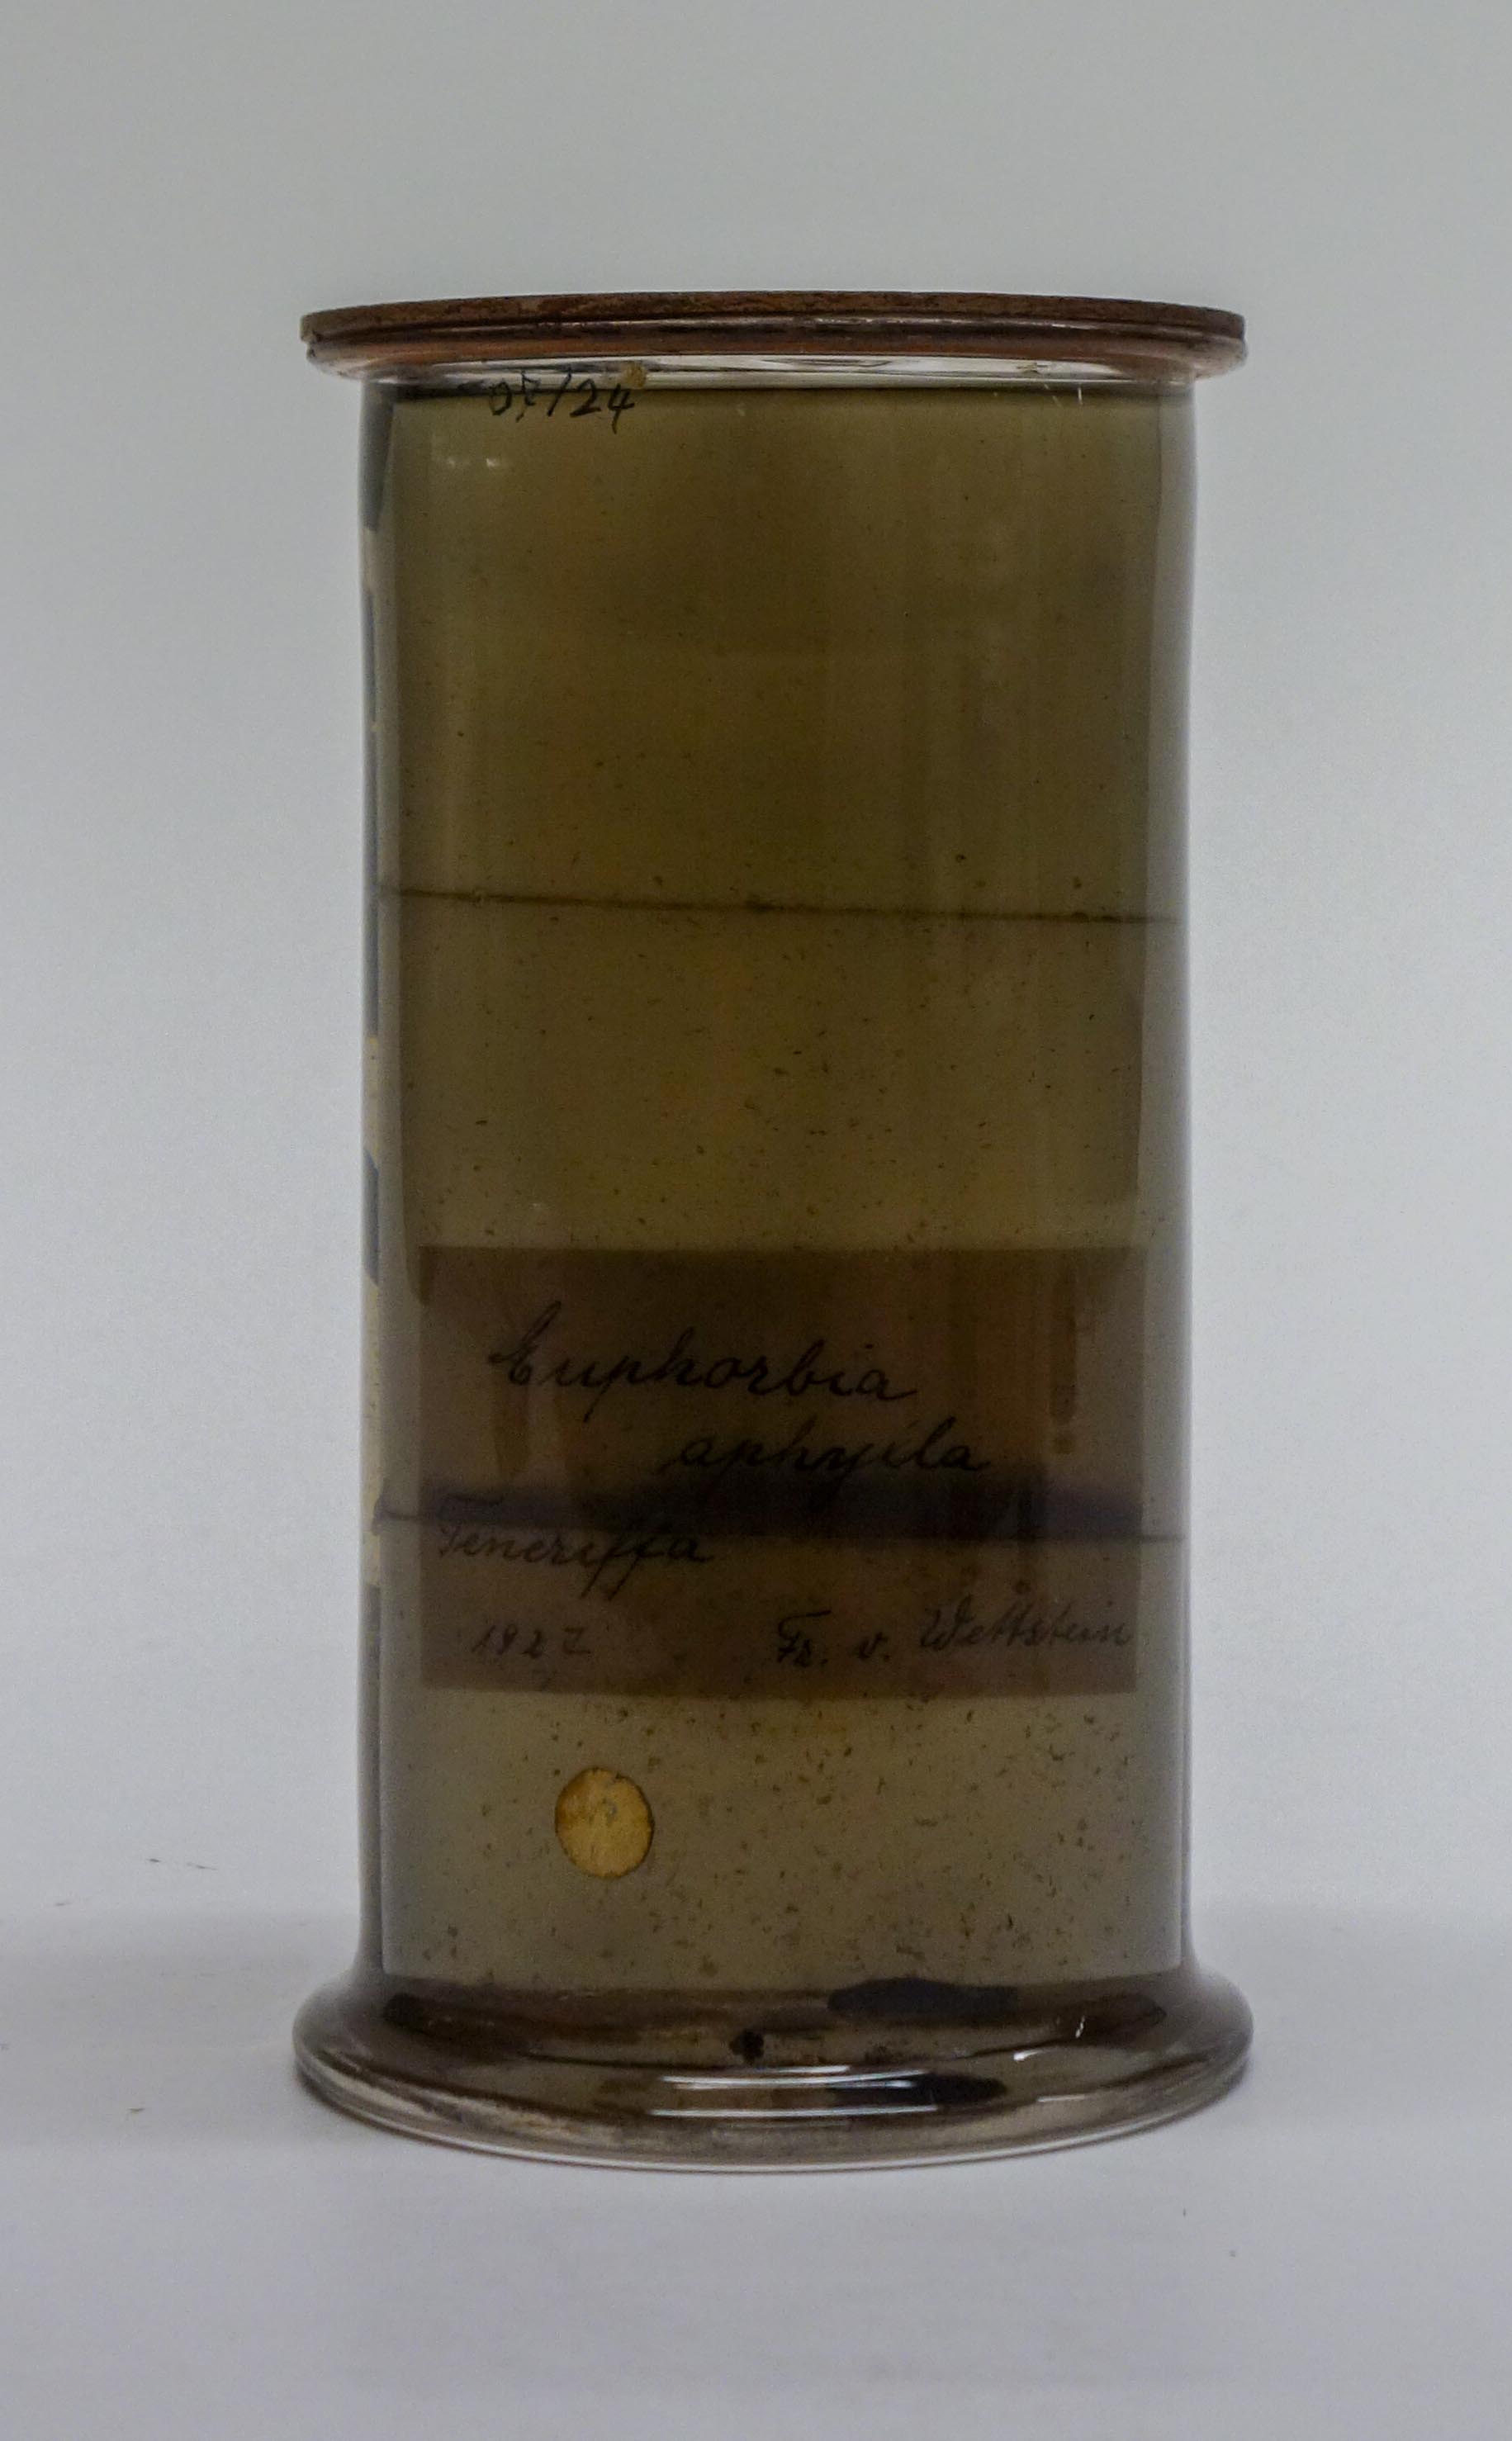 07/24
Euphorbia
aphylla
Teneriffa
1927 Fr. v. Wettstein